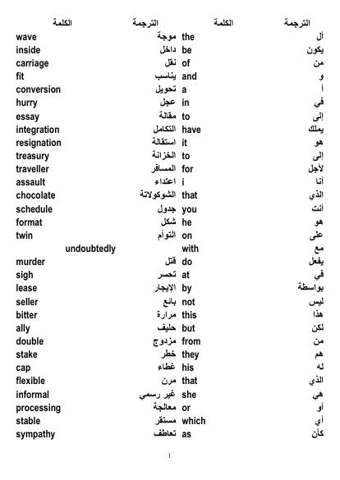 الكلمة الترجمة الكلمة الترجمة
wave موجة the أل
inside داخل be يكون
carriage نقل of من
fit يناسب and و
conversion تحويل a أ
hurry عجل in في
essay مقالة to إلى
integration التكامل have يملك
resignation استقالة it هو
treasury الخزانة to إلى
traveller المسافر for لأجل
assault اعتداء i أنا
chocolate الشوكولاتة that الذي
schedule جدول you أنت
format شكل he هو
twin التوأم on على
undoubtedly with مع
murder قتل do يفعل
sigh تحسر at في
lease الإيجار by بواسطة
seller بائع not ليس
bitter مرارة this هذا
ally حليف but لكن
double مزدوج from من
stake خطر they هم
cap غطاء his له
flexible مرن that الذي
informal غير رسمي she هي
processing معالجة or أو
stable مستقر which أي
sympathy تعاطف as كأن
1